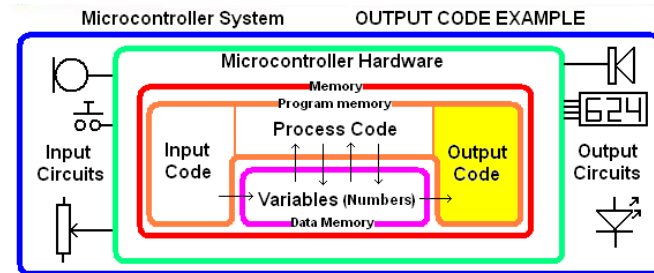 Microcontroller System OUTPUT CODE EXAMPLE
Microcontroller Hardware
Memory
Program memory
Process Code
624
Input
Code
Output
Code
Input
Circuits
Output
Circuits
Variables (Numbers)
Data Memory